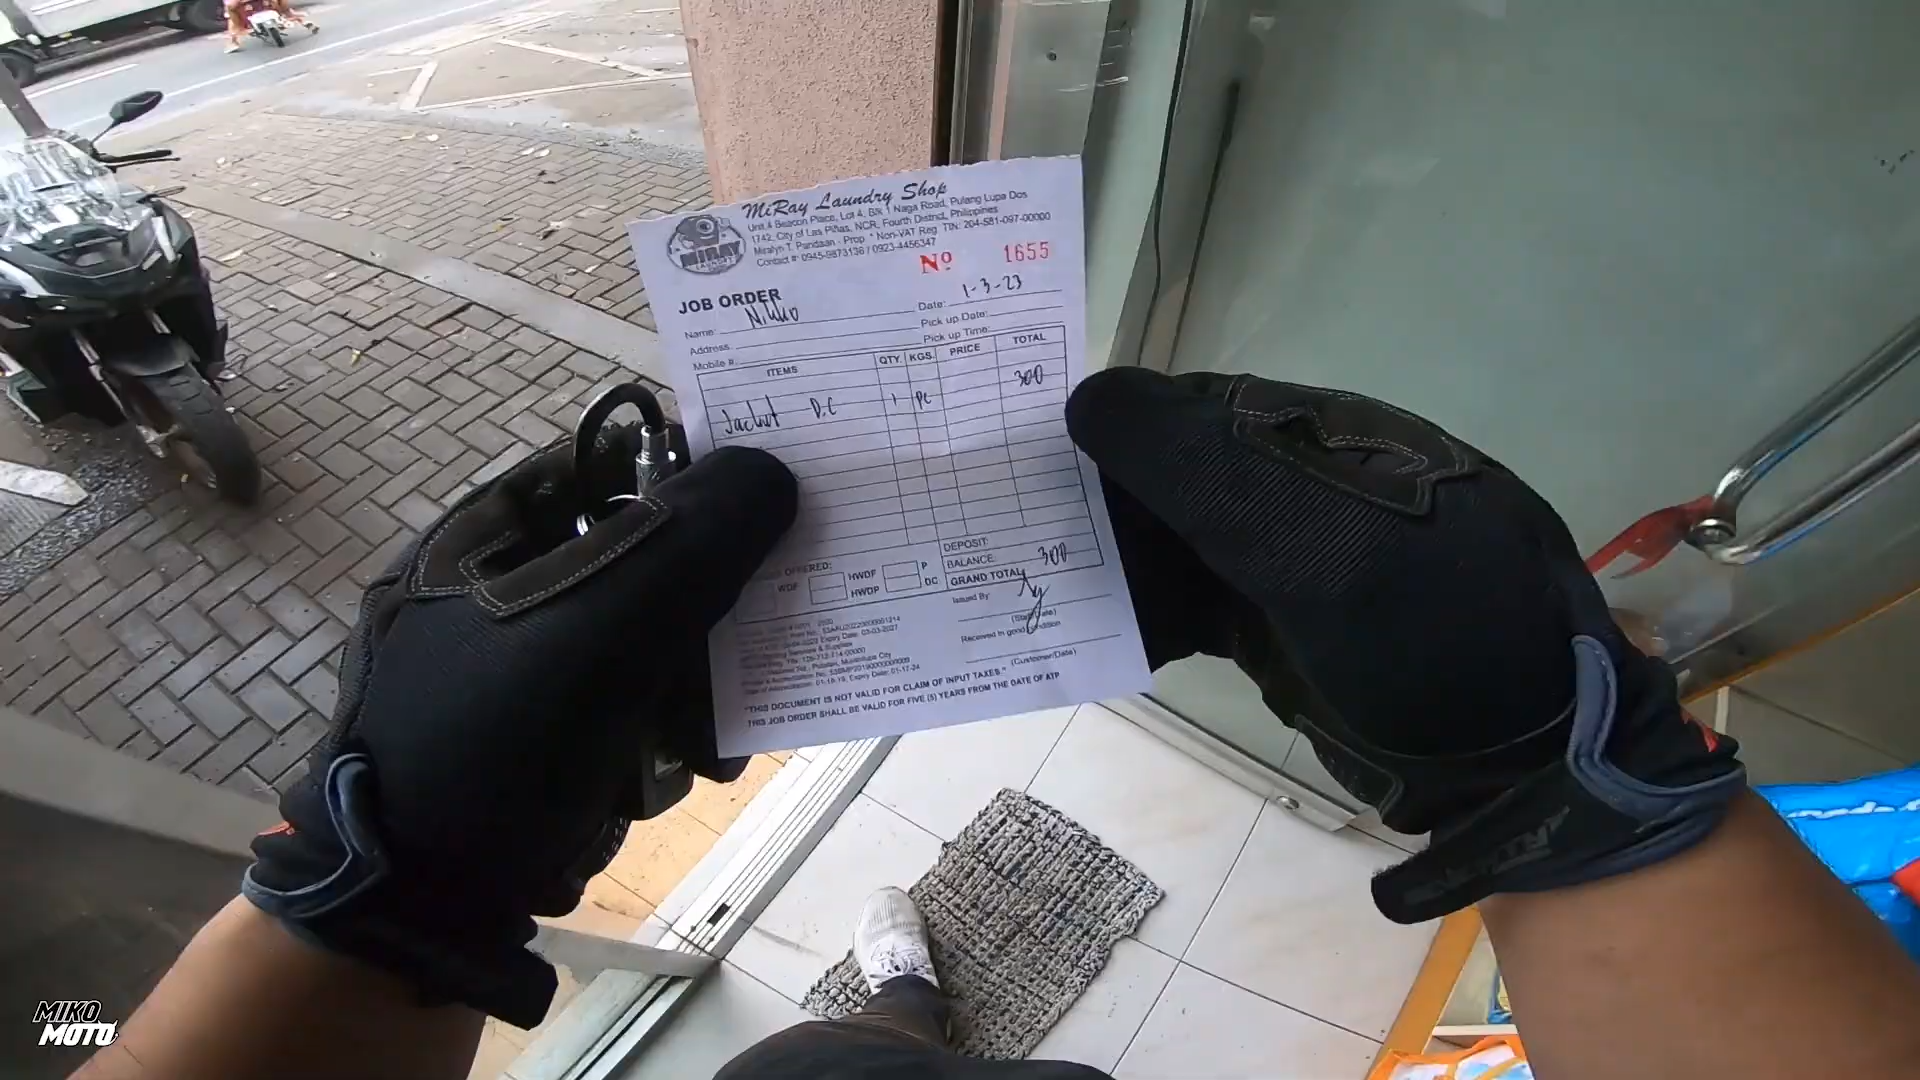 MiRay Laundry Shop
Unit 4 Beacon Place, Lot 4, Blk 1 Naga Road, Pulang Lupa Dos
1742, City of Las Piñas, NCR, Fourth District, Philippines
Miralyn T. Pandaan - Prop. * Non-VAT Reg. TIN: 204-581-097-00000
Contact #: 0945-9873136 / 0923-4456347
MIRAY
LAUNDRY
Nº 1655
JOB ORDER
Name: Nikko
Date: 1-3-23
Address:
Pick up Date:
Mobile #:
Pick up Time:
ITEMS QTY. KGS. PRICE TOTAL
Jacket D.C 1 pc 300
DEPOSIT:
BALANCE:
GRAND TOTAL 300
OFFERED:
WDF HWDF P
HWDP DC
Issued By:
Received in good condition
(Customer/Date)
"THIS DOCUMENT IS NOT VALID FOR CLAIM OF INPUT TAXES."
THIS JOB ORDER SHALL BE VALID FOR FIVE (5) YEARS FROM THE DATE OF ATP
MIKO
MOTO